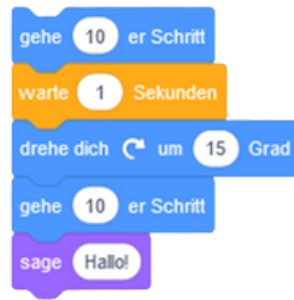 gehe 10 er Schritt
warte 1 Sekunden
drehe dich um 15 Grad
gehe 10 er Schritt
sage Hallo!